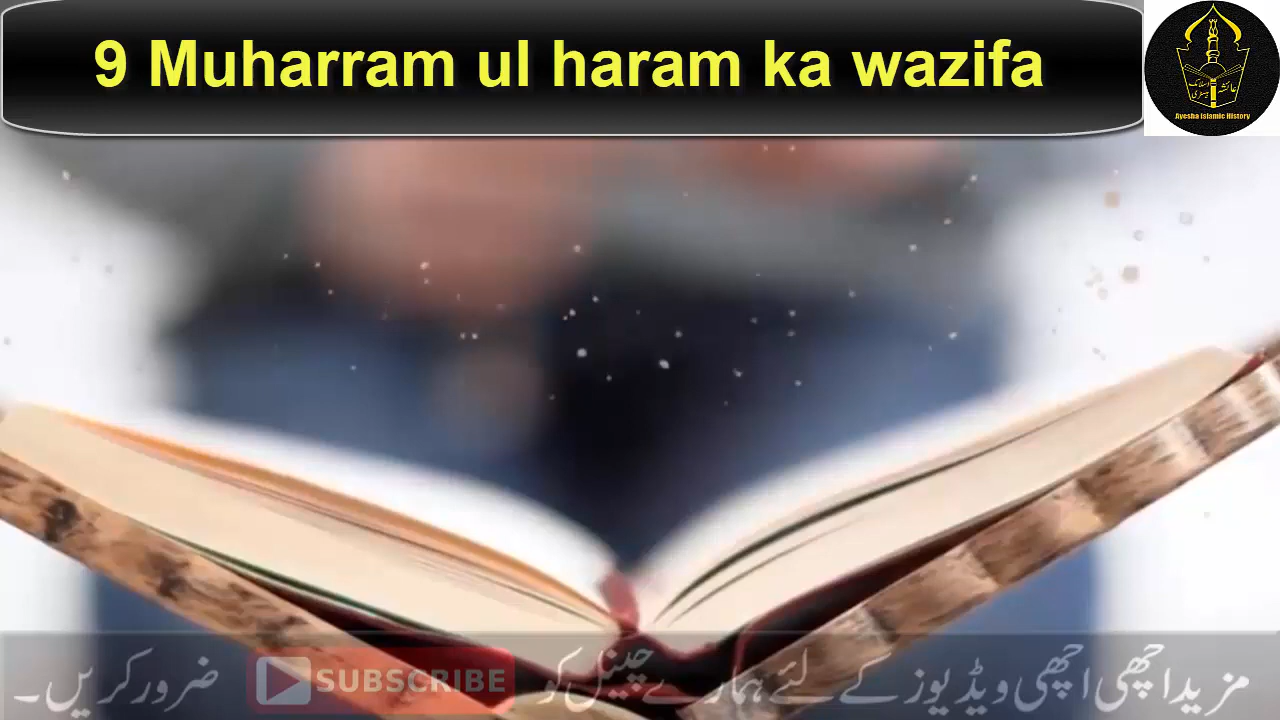 9 Muharram ul haram ka wazifa
Ayesha Islamic History
مزید اچھی اچھی ویڈیوز کے لئے ہمارے چینل کو SUBSCRIBE ضرور کریں۔